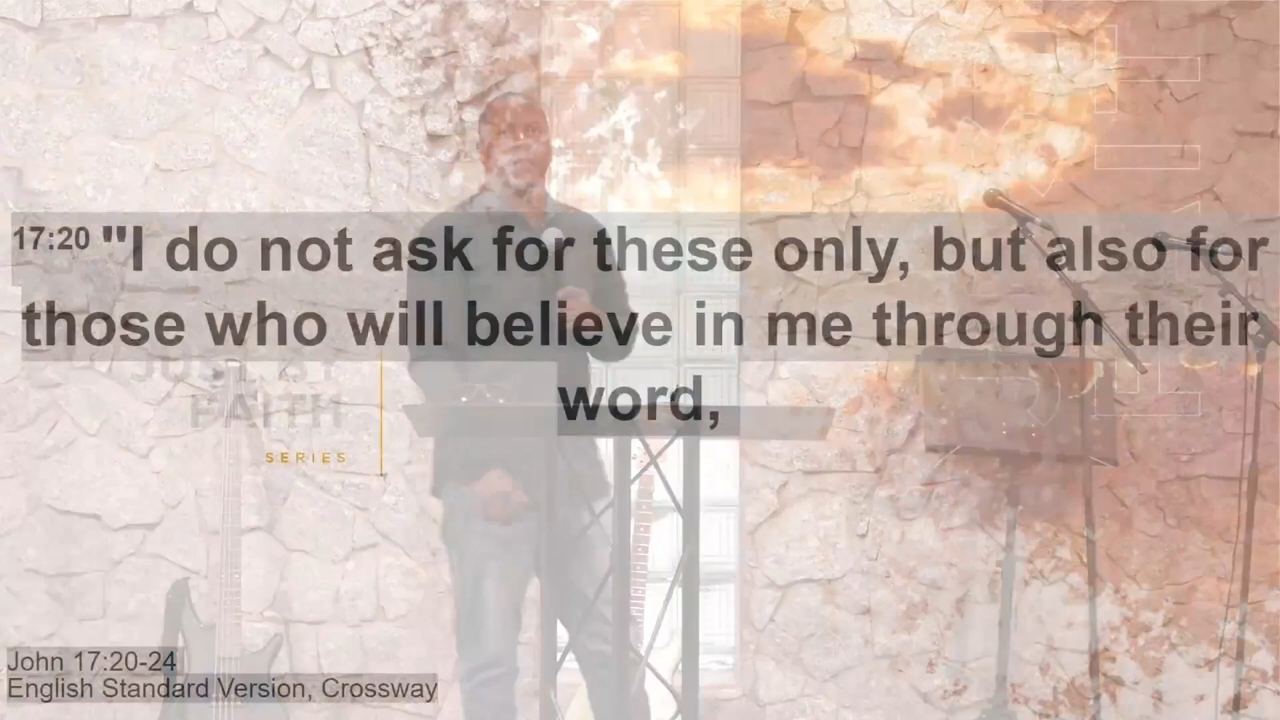 17:20 "I do not ask for these only, but also for
those who will believe in me through their
word,
FAITH
SERIES
John 17:20-24
English Standard Version, Crossway